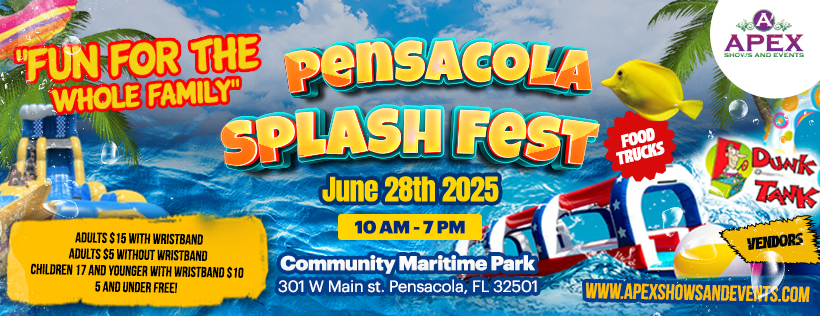 "FUN FOR THE
WHOLE FAMILY"
PENSACOLA
SPLASH FEST
June 28th 2025
10 AM - 7 PM
Community Maritime Park
301 W Main st. Pensacola, FL 32501
A
APEX
SHOWS AND EVENTS
FOOD
TRUCKS
DUNK
TANK
VENDORS
ADULTS $15 WITH WRISTBAND
ADULTS $5 WITHOUT WRISTBAND
CHILDREN 17 AND YOUNGER WITH WRISTBAND $10
5 AND UNDER FREE!
WWW.APEXSHOWSANDEVENTS.COM